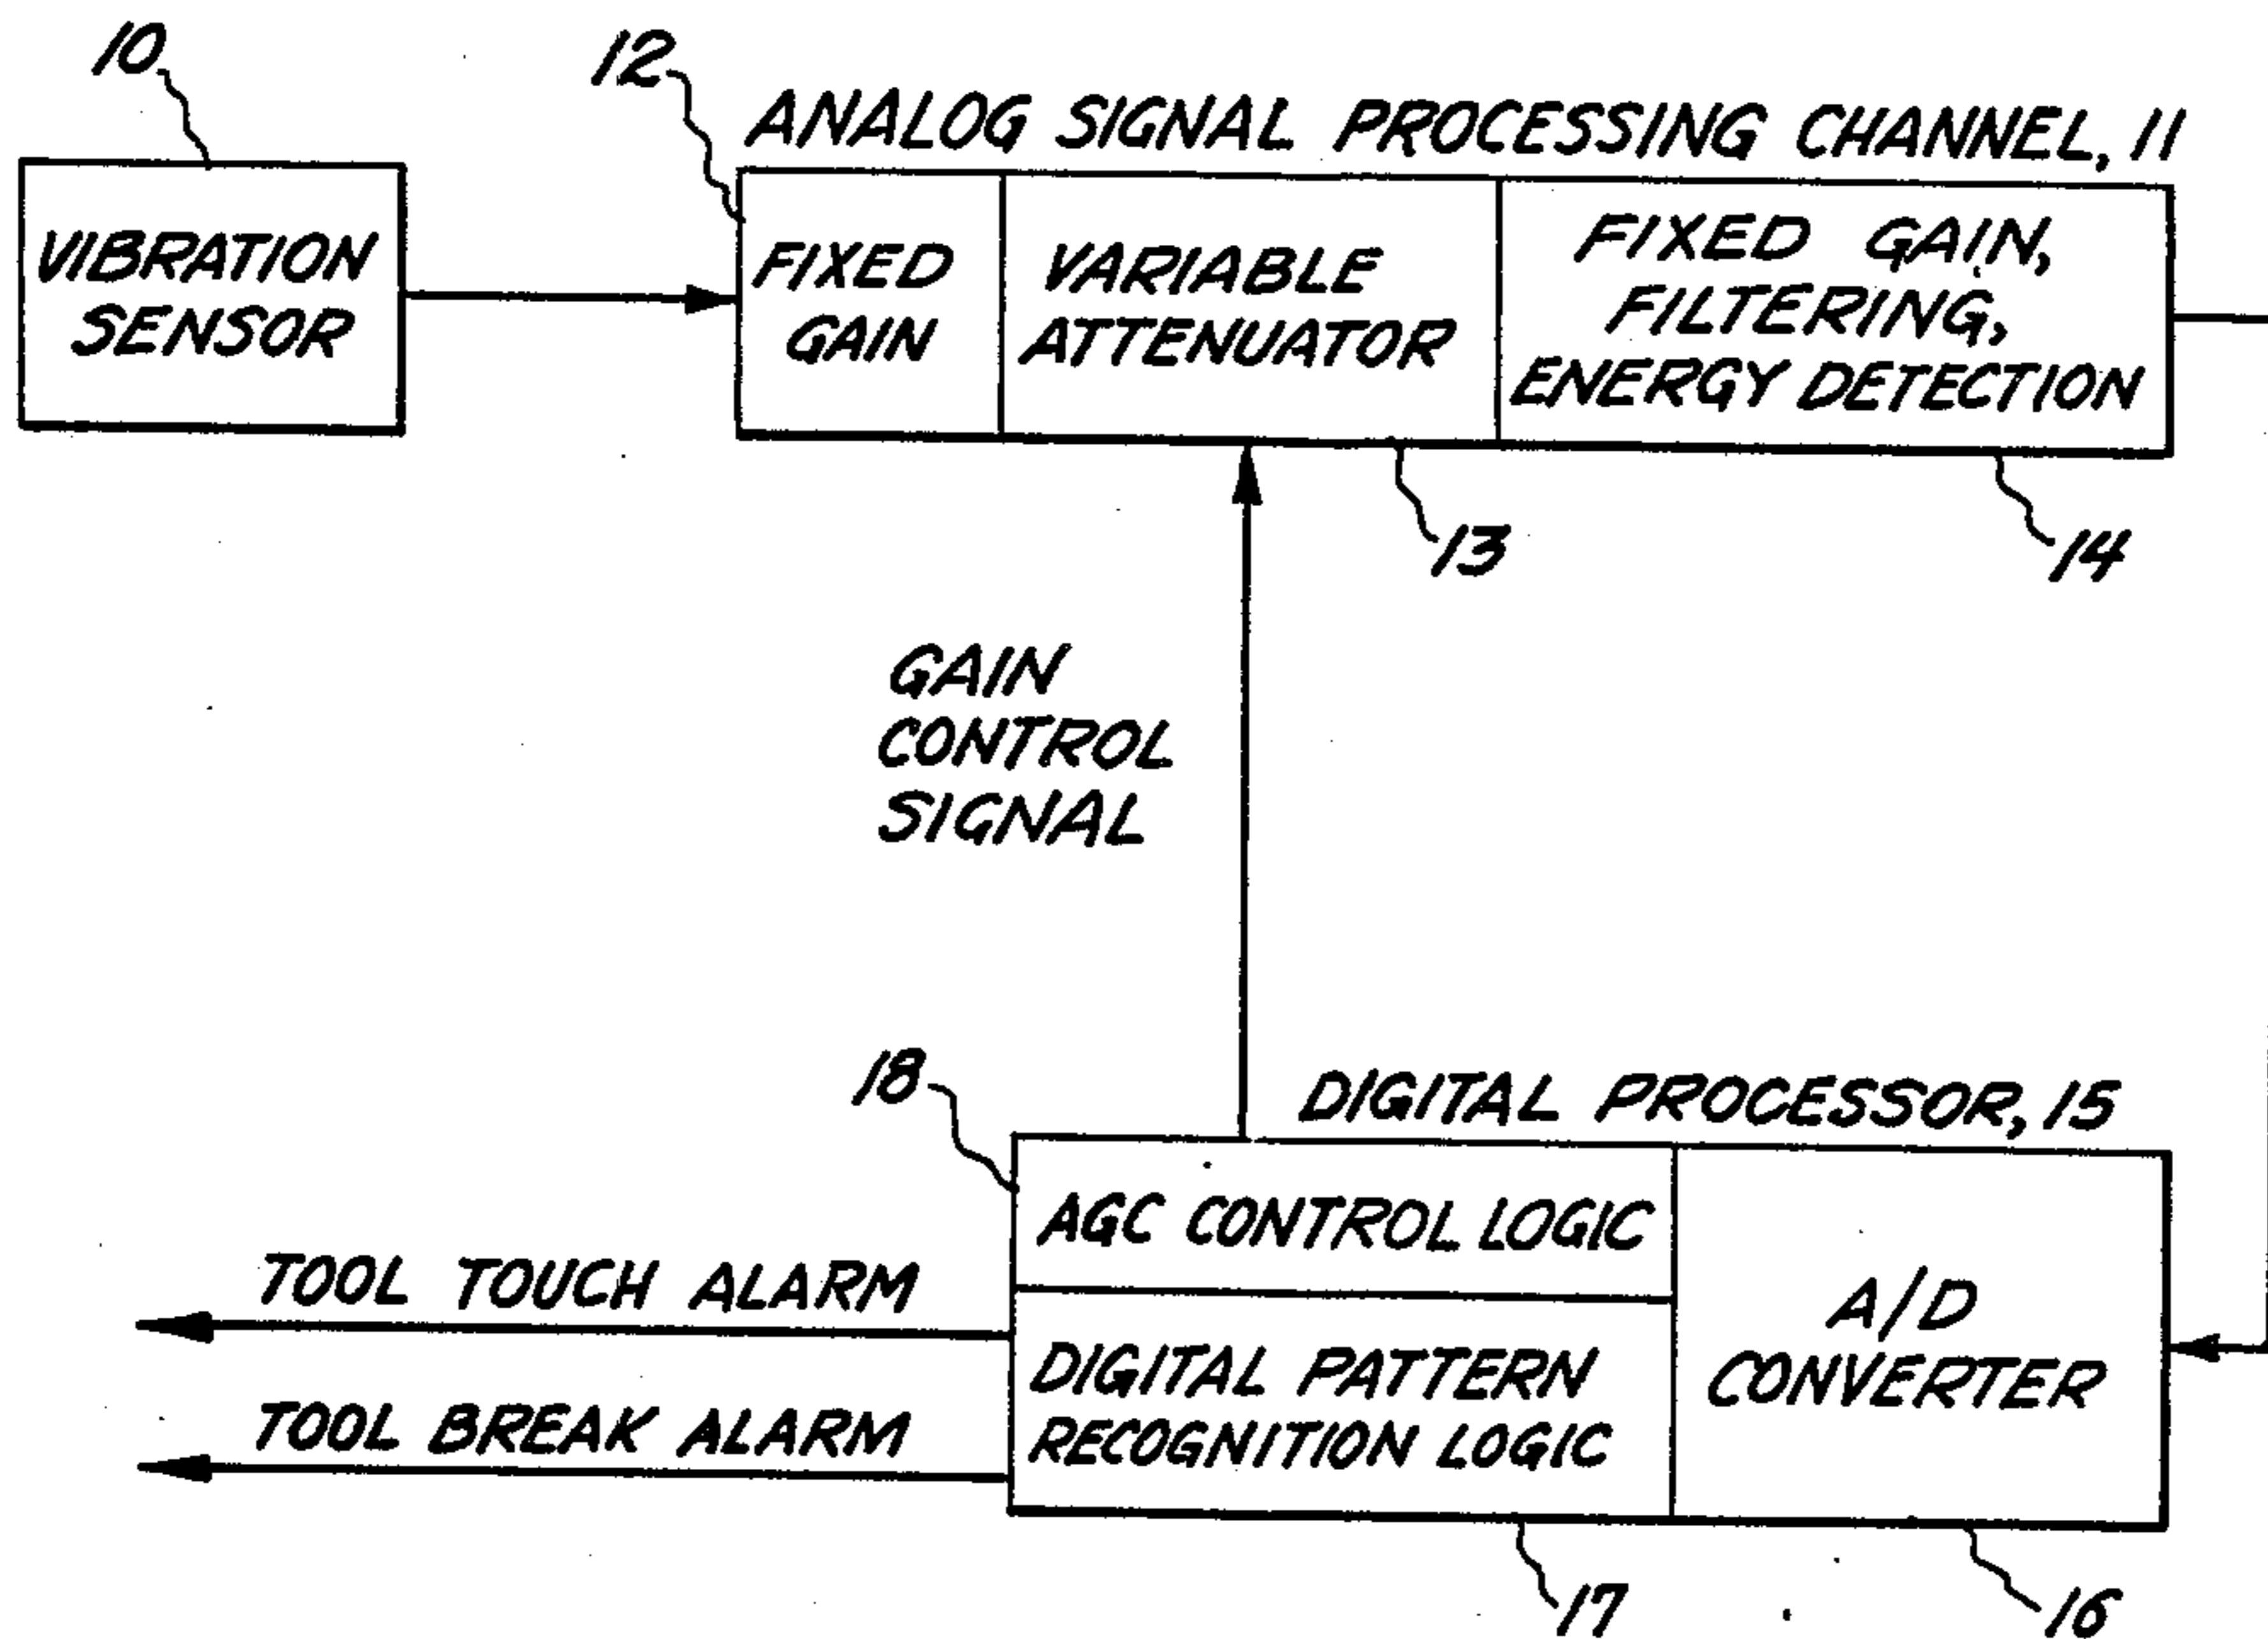 10
12
ANALOG SIGNAL PROCESSING CHANNEL, 11
VIBRATION
SENSOR
FIXED
GAIN
VARIABLE
ATTENUATOR
FIXED GAIN,
FILTERING,
ENERGY DETECTION
13
14
GAIN
CONTROL
SIGNAL
18
DIGITAL PROCESSOR, 15
AGC CONTROL LOGIC
TOOL TOUCH ALARM
TOOL BREAK ALARM
DIGITAL PATTERN
RECOGNITION LOGIC
A/D
CONVERTER
17
16